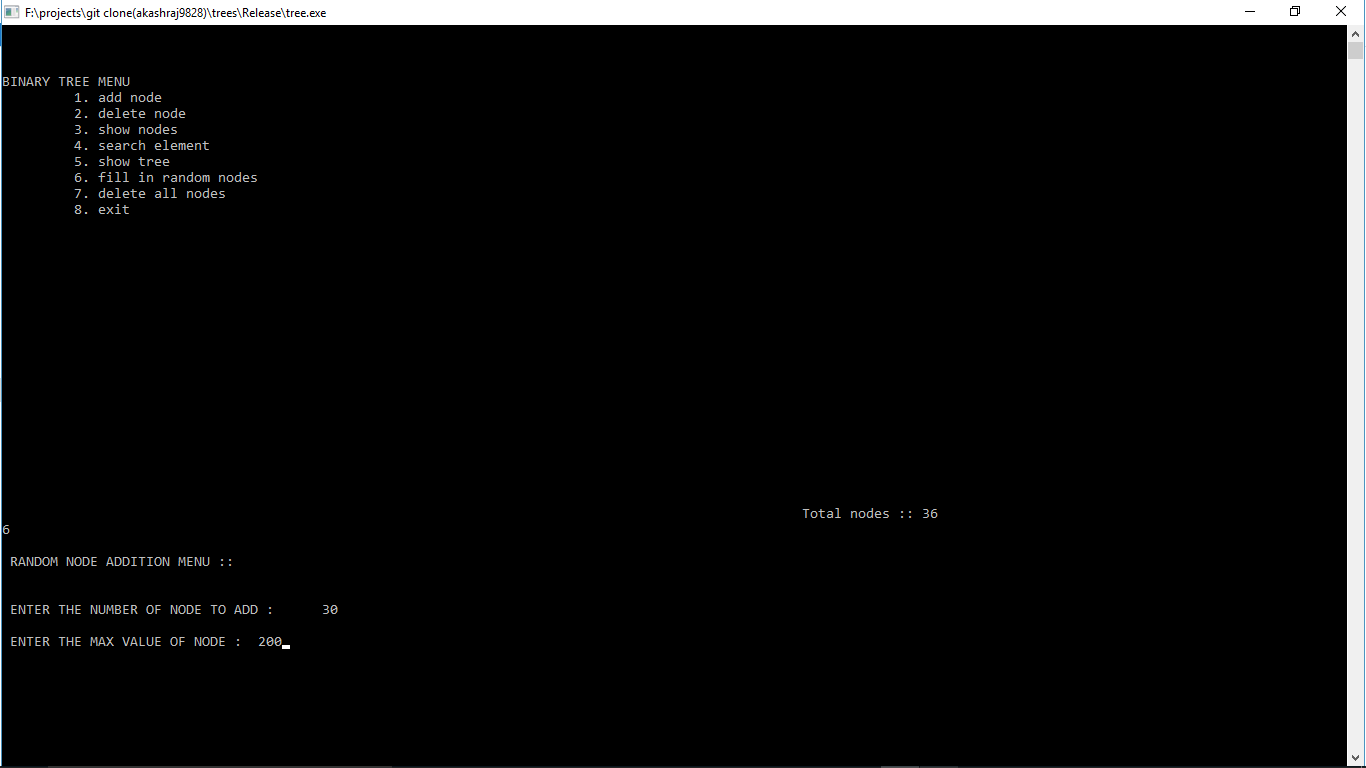 F:\projects\git clone(akashraj9828)\trees\Release\tree.exe
BINARY TREE MENU
1. add node
2. delete node
3. show nodes
4. search element
5. show tree
6. fill in random nodes
7. delete all nodes
8. exit
Total nodes :: 36
6
RANDOM NODE ADDITION MENU ::
ENTER THE NUMBER OF NODE TO ADD : 30
ENTER THE MAX VALUE OF NODE : 200